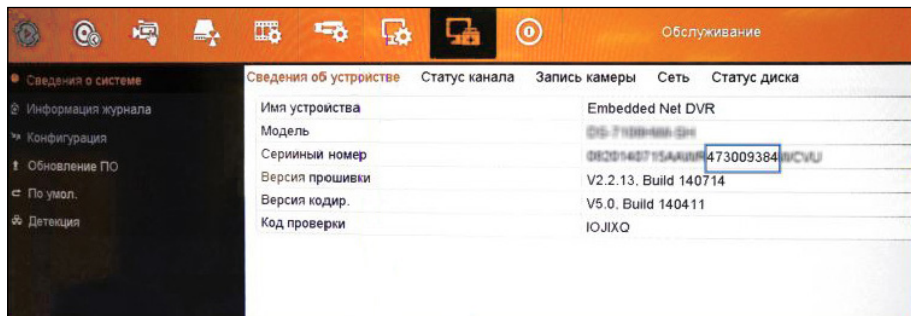 Обслуживание
Сведения о системе
Информация журнала
Конфигурация
Обновление ПО
По умол.
Детекция
Сведения об устройстве Статус канала Запись камеры Сеть Статус диска
Имя устройства Embedded Net DVR
Модель
Серииный номер 473009384
Версия прошивки V2.2.13, Build 140714
Версия кодир. V5.0, Build 140411
Код проверки IOJIXQ